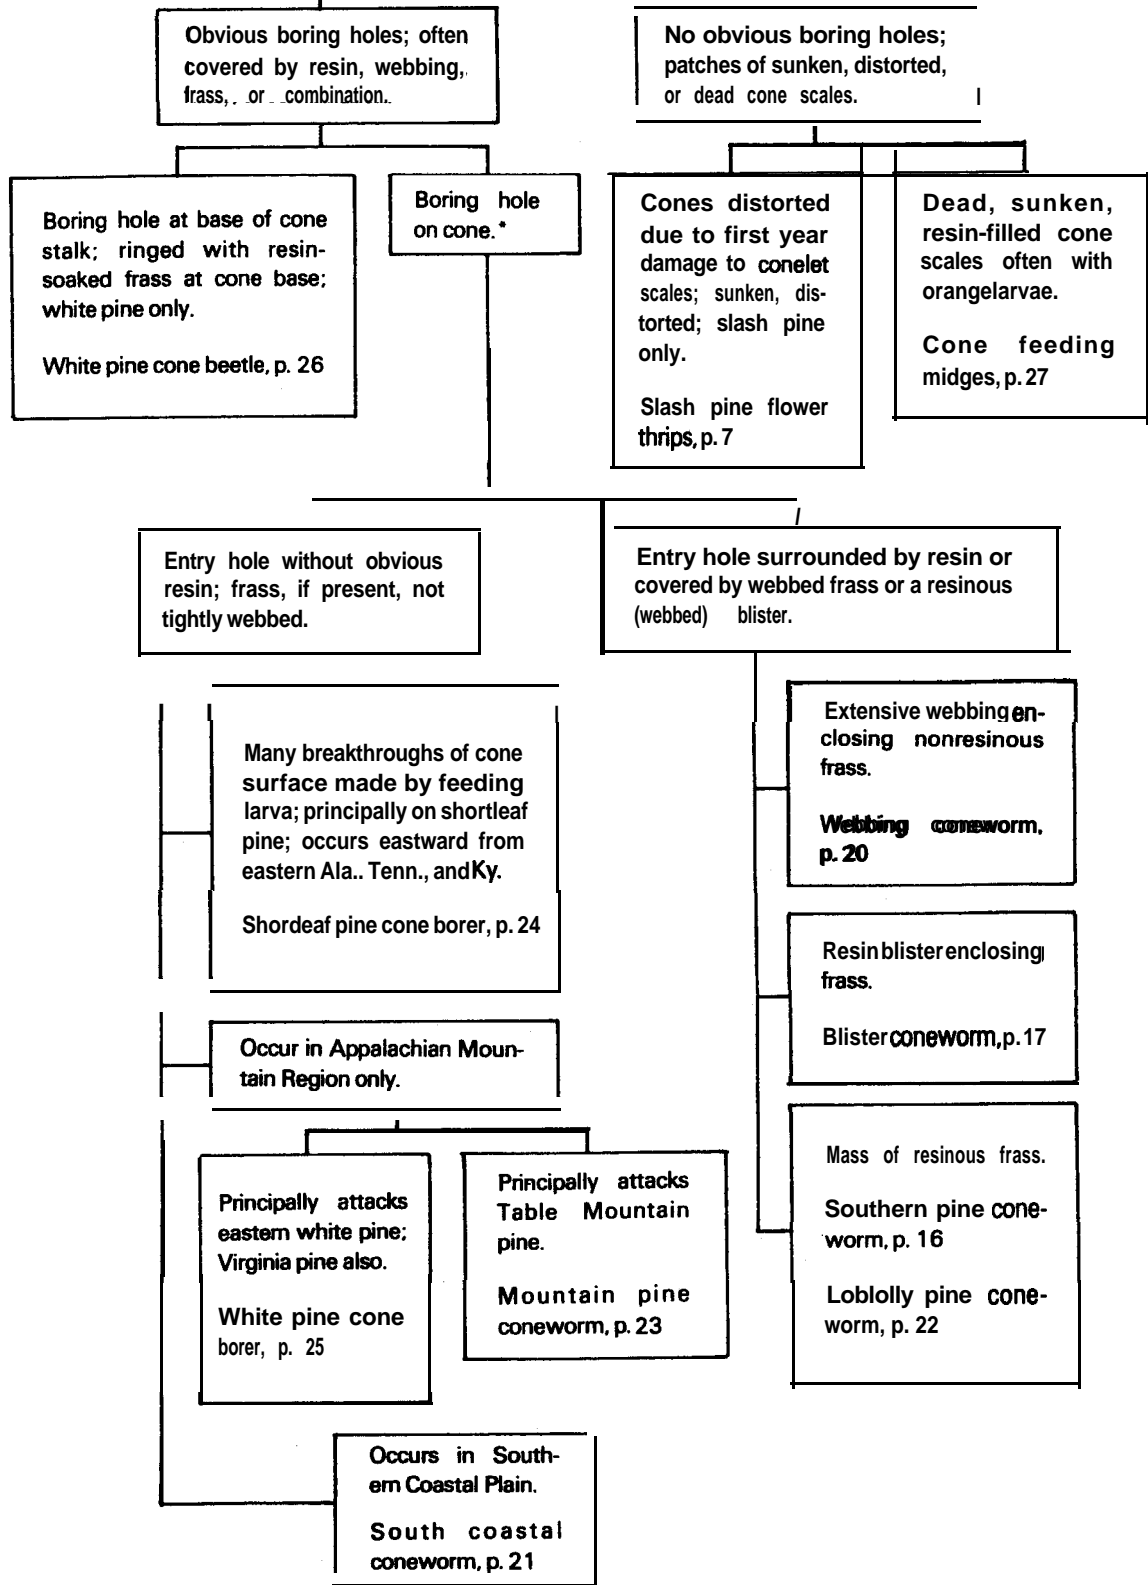 Obvious boring holes; often
covered by resin, webbing,
frass, or combination.
No obvious boring holes;
patches of sunken, distorted,
or dead cone scales.
Boring hole at base of cone
stalk; ringed with resin-
soaked frass at cone base;
white pine only.
White pine cone beetle, p. 26
Boring hole
on cone.*
Cones distorted
due to first year
damage to conelet
scales; sunken, dis-
torted; slash pine
only.
Slash pine flower
thrips, p. 7
Dead, sunken,
resin-filled cone
scales often with
orangelarvae.
Cone feeding
midges, p. 27
Entry hole without obvious
resin; frass, if present, not
tightly webbed.
Entry hole surrounded by resin or
covered by webbed frass or a resinous
(webbed) blister.
Many breakthroughs of cone
surface made by feeding
larva; principally on shortleaf
pine; occurs eastward from
eastern Ala.. Tenn., and Ky.
Shordeaf pine cone borer, p. 24
Extensive webbing en-
closing nonresinous
frass.
Webbing coneworm,
p. 20
Resin blister enclosing
frass.
Blister coneworm, p. 17
Occur in Appalachian Moun-
tain Region only.
Mass of resinous frass.
Southern pine cone-
worm, p. 16
Loblolly pine cone-
worm, p. 22
Principally attacks
eastern white pine;
Virginia pine also.
White pine cone
borer, p. 25
Principally attacks
Table Mountain
pine.
Mountain pine
coneworm, p. 23
Occurs in South-
ern Coastal Plain.
South coastal
coneworm, p. 21